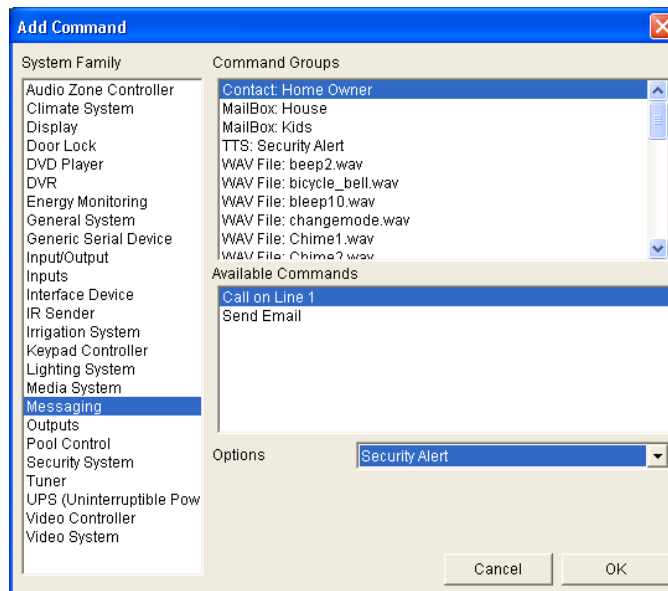 Add Command
System Family
Audio Zone Controller
Climate System
Display
Door Lock
DVD Player
DVR
Energy Monitoring
General System
Generic Serial Device
Input/Output
Inputs
Interface Device
IR Sender
Irrigation System
Keypad Controller
Lighting System
Media System
Messaging
Outputs
Pool Control
Security System
Tuner
UPS (Uninterruptible Pow
Video Controller
Video System
Command Groups
Contact: Home Owner
MailBox: House
MailBox: Kids
TTS: Security Alert
WAV File: beep2.wav
WAV File: bicycle_bell.wav
WAV File: bleep10.wav
WAV File: changemode.wav
WAV File: Chime1.wav
WAV File: Chime2.wav
Available Commands
Call on Line 1
Send Email
Options
Security Alert
Cancel
OK